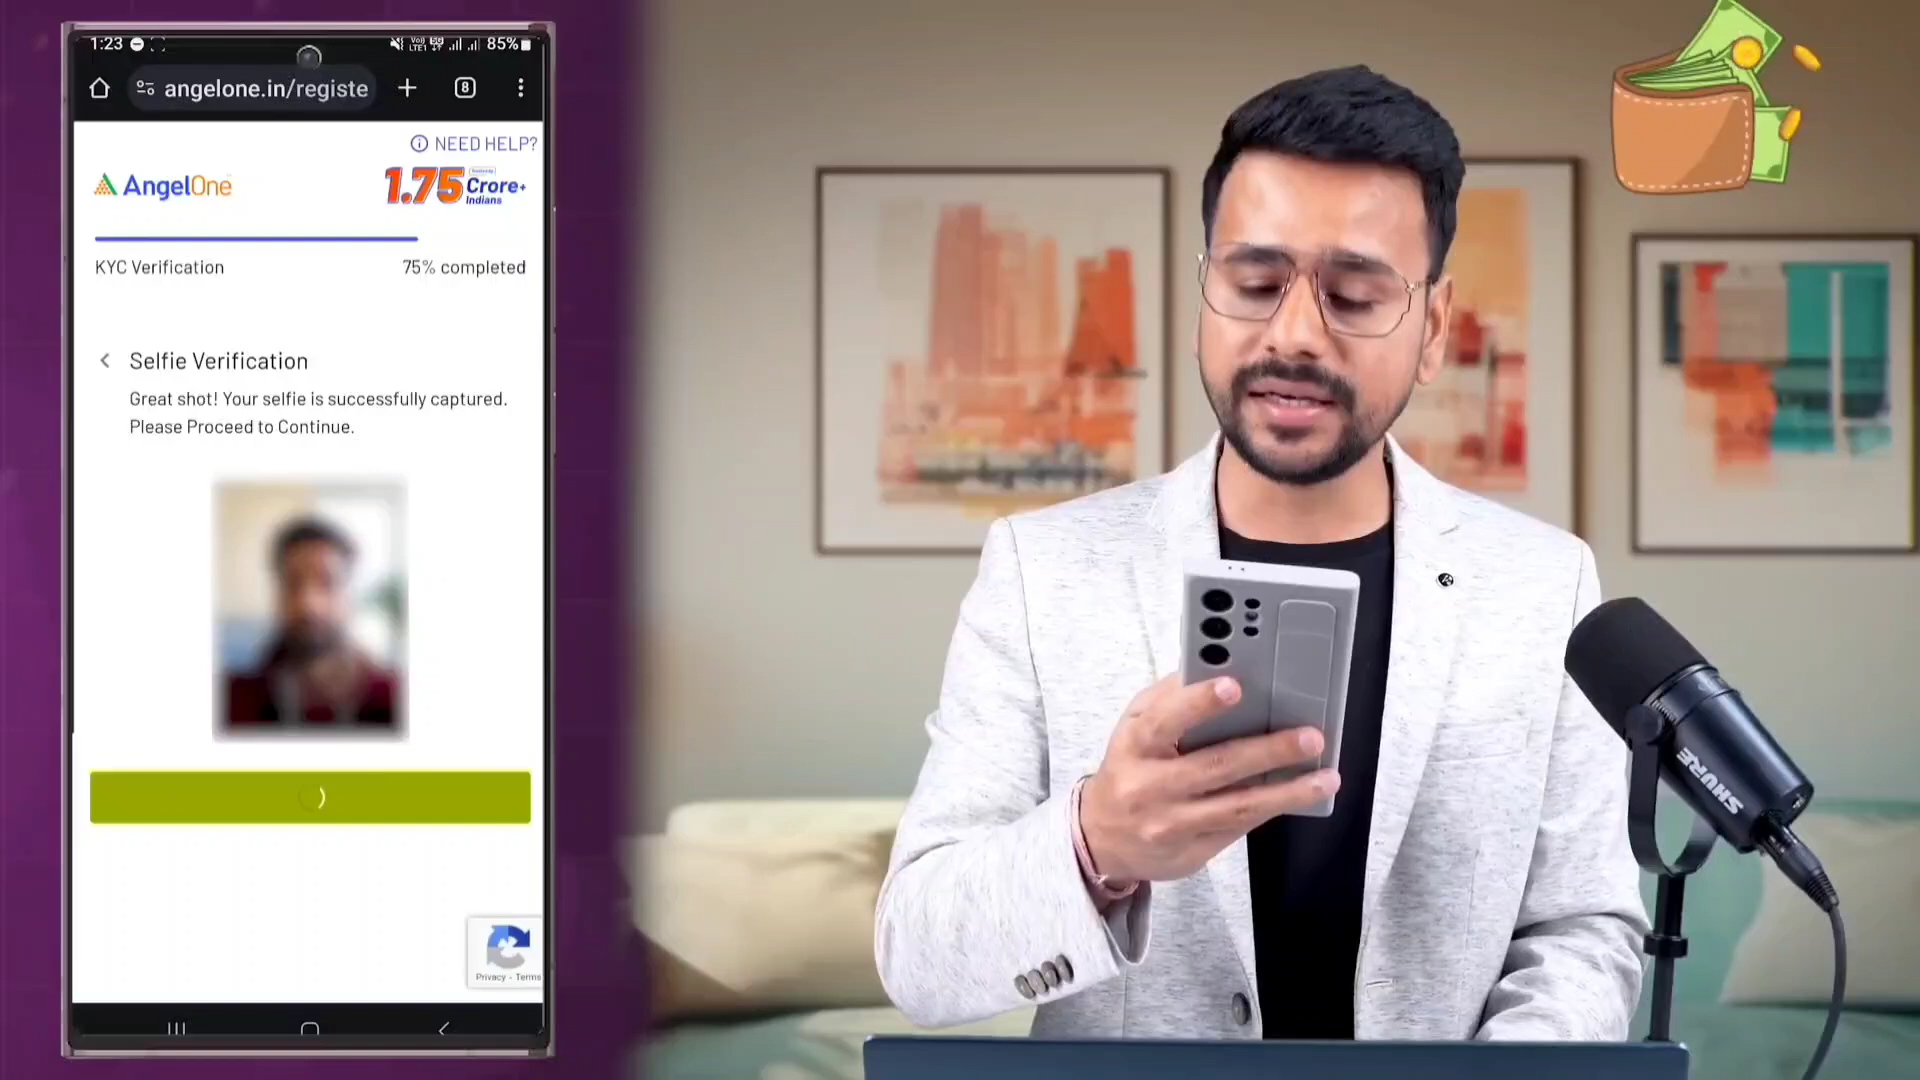 1:23
85%
angelone.in/registe
8
NEED HELP?
AngelOne
1.75 Crore+
Indians
KYC Verification
75% completed
Selfie Verification
Great shot! Your selfie is successfully captured.
Please Proceed to Continue.
Privacy - Terms
SHURE